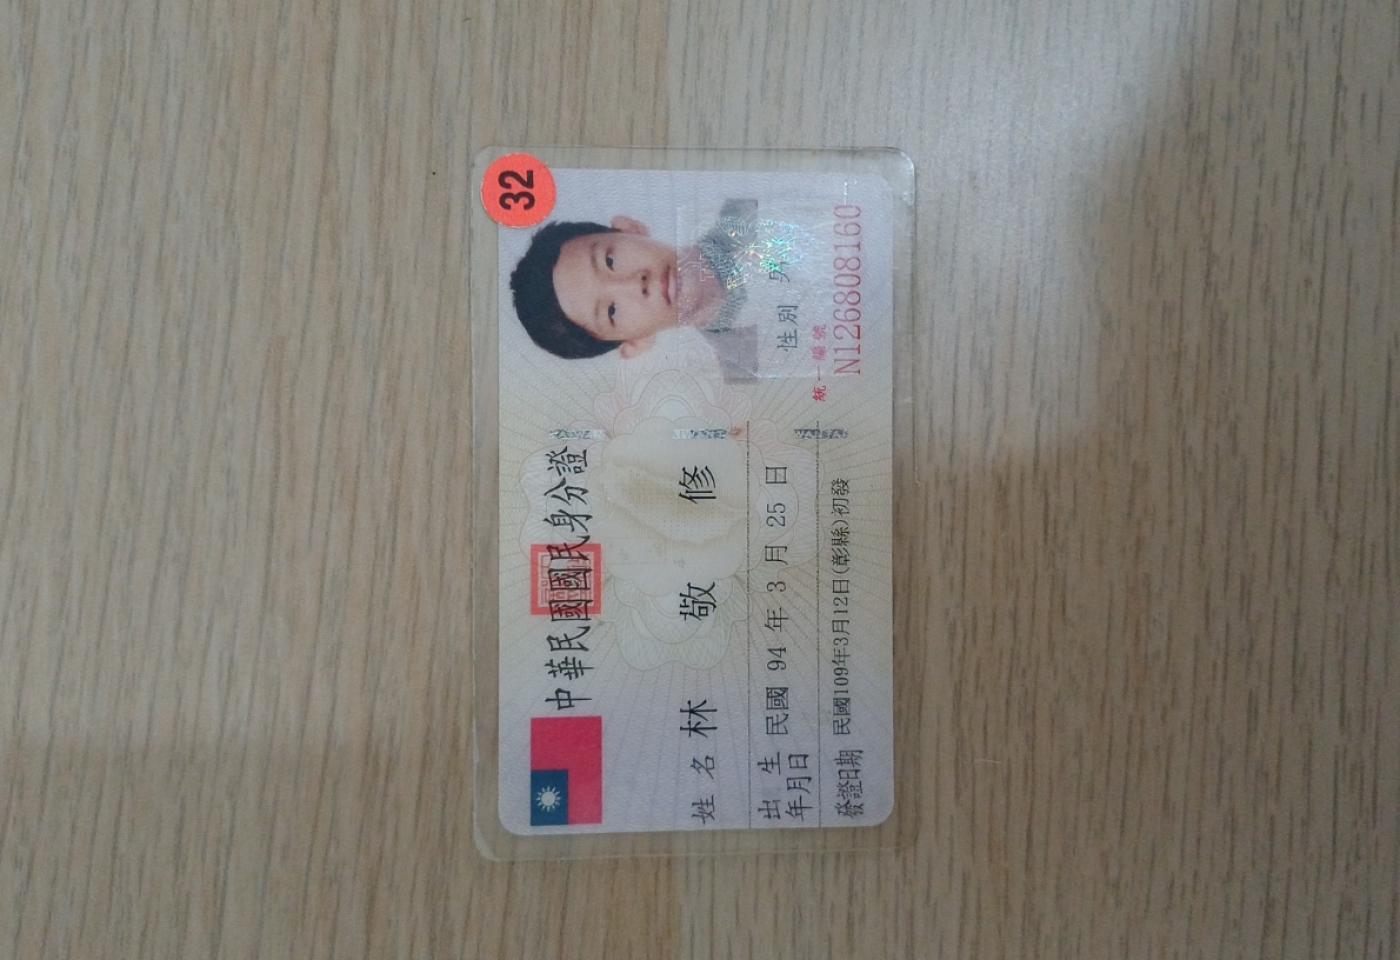 32
中華民國國民身分證
姓名 林敬修
出生年月日 民國 94 年 3 月 25 日
性別 男
發證日期 民國109年3月12日(彰縣)初發
統一編號
N126808160